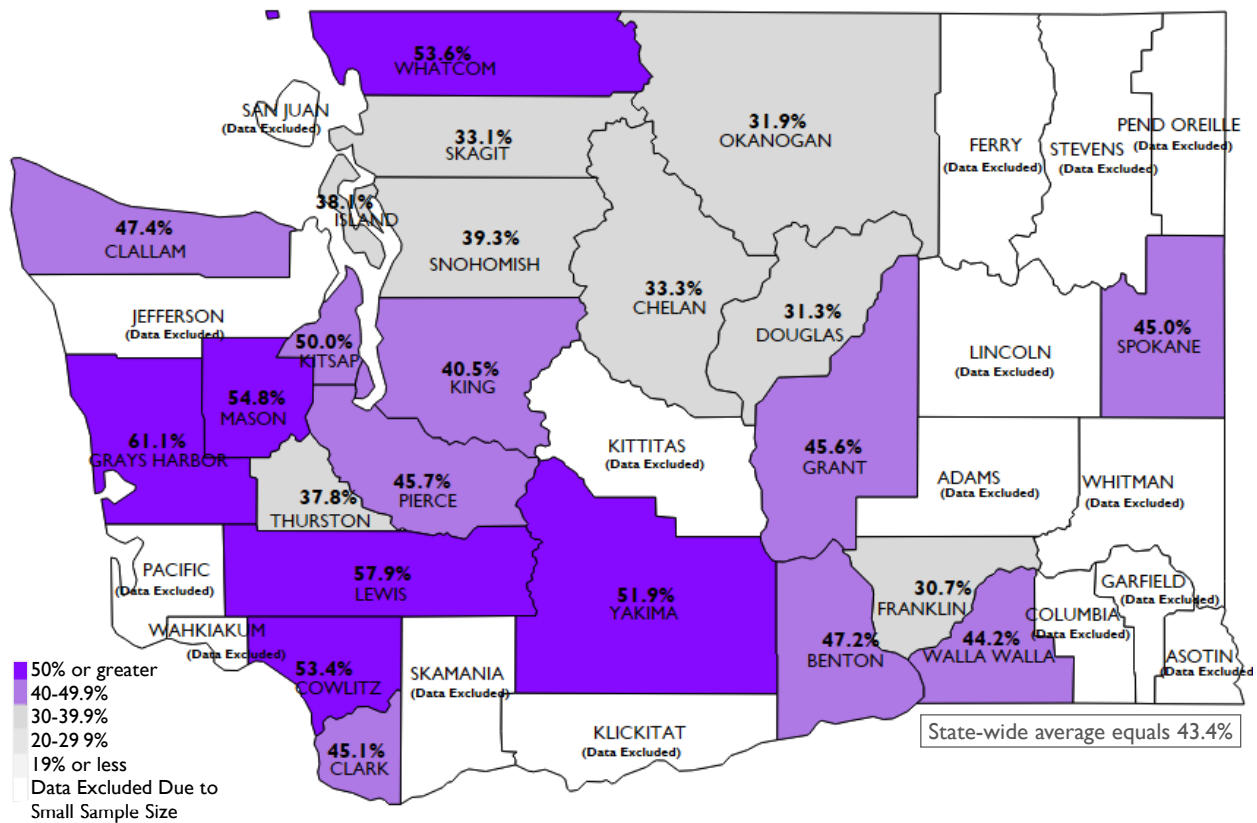 53.6%
WHATCOM
SAN JUAN
(Data Excluded)
33.1%
SKAGIT
31.9%
OKANOGAN
FERRY
(Data Excluded)
STEVENS
(Data Excluded)
PEND OREILLE
(Data Excluded)
47.4%
CLALLAM
38.1%
ISLAND
39.3%
SNOHOMISH
33.3%
CHELAN
31.3%
DOUGLAS
JEFFERSON
(Data Excluded)
50.0%
KITSAP
40.5%
KING
LINCOLN
(Data Excluded)
45.0%
SPOKANE
54.8%
MASON
61.1%
GRAYS HARBOR
KITTITAS
(Data Excluded)
45.6%
GRANT
45.7%
PIERCE
37.8%
THURSTON
ADAMS
(Data Excluded)
WHITMAN
(Data Excluded)
PACIFIC
(Data Excluded)
57.9%
LEWIS
51.9%
YAKIMA
30.7%
FRANKLIN
GARFIELD
(Data Excluded)
COLUMBIA
(Data Excluded)
WAHKIAKUM
(Data Excluded)
47.2%
BENTON
44.2%
WALLA WALLA
ASOTIN
(Data Excluded)
53.4%
COWLITZ
SKAMANIA
(Data Excluded)
KLICKITAT
(Data Excluded)
45.1%
CLARK
State-wide average equals 43.4%
50% or greater
40-49.9%
30-39.9%
20-29 9%
19% or less
Data Excluded Due to
Small Sample Size